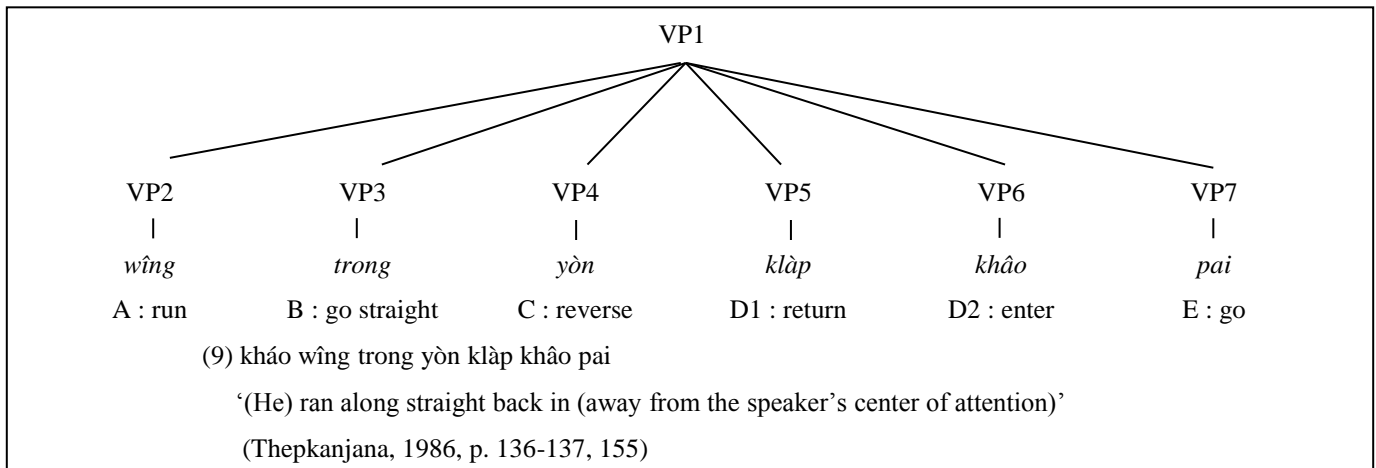 VP1
VP2 VP3 VP4 VP5 VP6 VP7
wîng trong yòn klàp khâo pai
A : run B : go straight C : reverse D1 : return D2 : enter E : go
(9) kháo wîng trong yòn klàp khâo pai
‘(He) ran along straight back in (away from the speaker’s center of attention)’
(Thepkanjana, 1986, p. 136-137, 155)